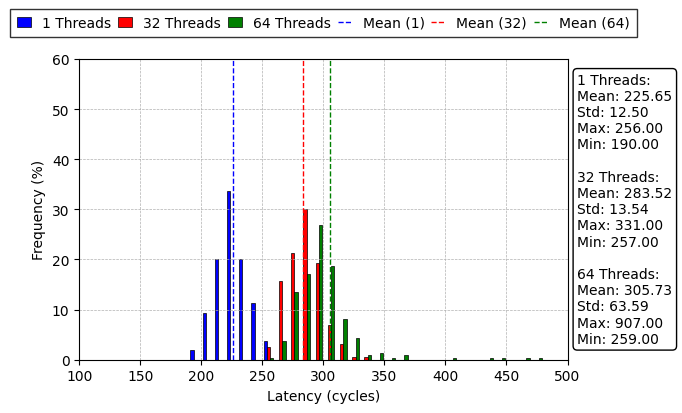 1 Threads 32 Threads 64 Threads Mean (1) Mean (32) Mean (64)
60
50
40
30
20
10
0
Frequency (%)
100 150 200 250 300 350 400 450 500
Latency (cycles)
1 Threads:
Mean: 225.65
Std: 12.50
Max: 256.00
Min: 190.00
32 Threads:
Mean: 283.52
Std: 13.54
Max: 331.00
Min: 257.00
64 Threads:
Mean: 305.73
Std: 63.59
Max: 907.00
Min: 259.00